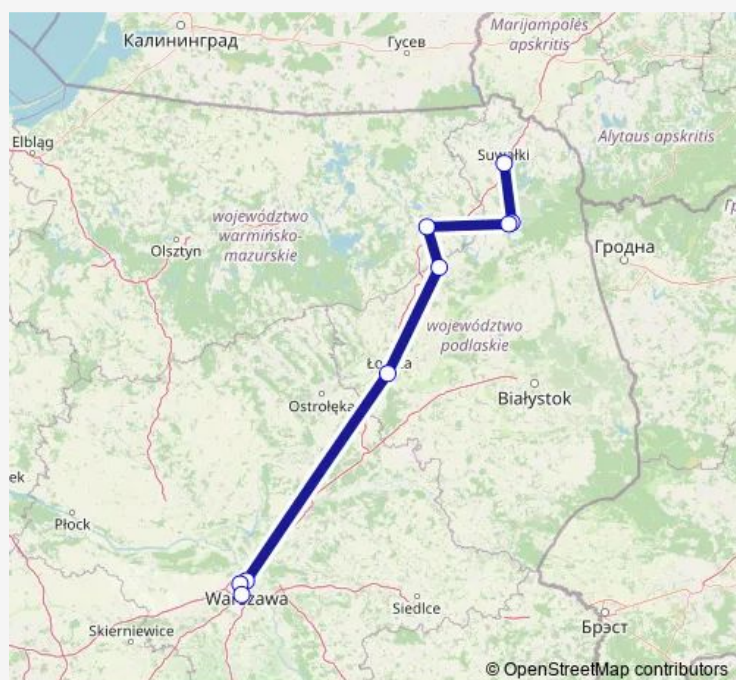 Калининград
Гусев
Marijampolės
apskritis
Elbląg
Suwałki
Alytaus apskritis
województwo
warmińsko-
mazurskie
Olsztyn
Гродна
województwo
podlaskie
Ostrołęka
Białystok
Płock
Warszawa
Siedlce
Skierniewice
Брэст
© OpenStreetMap contributors